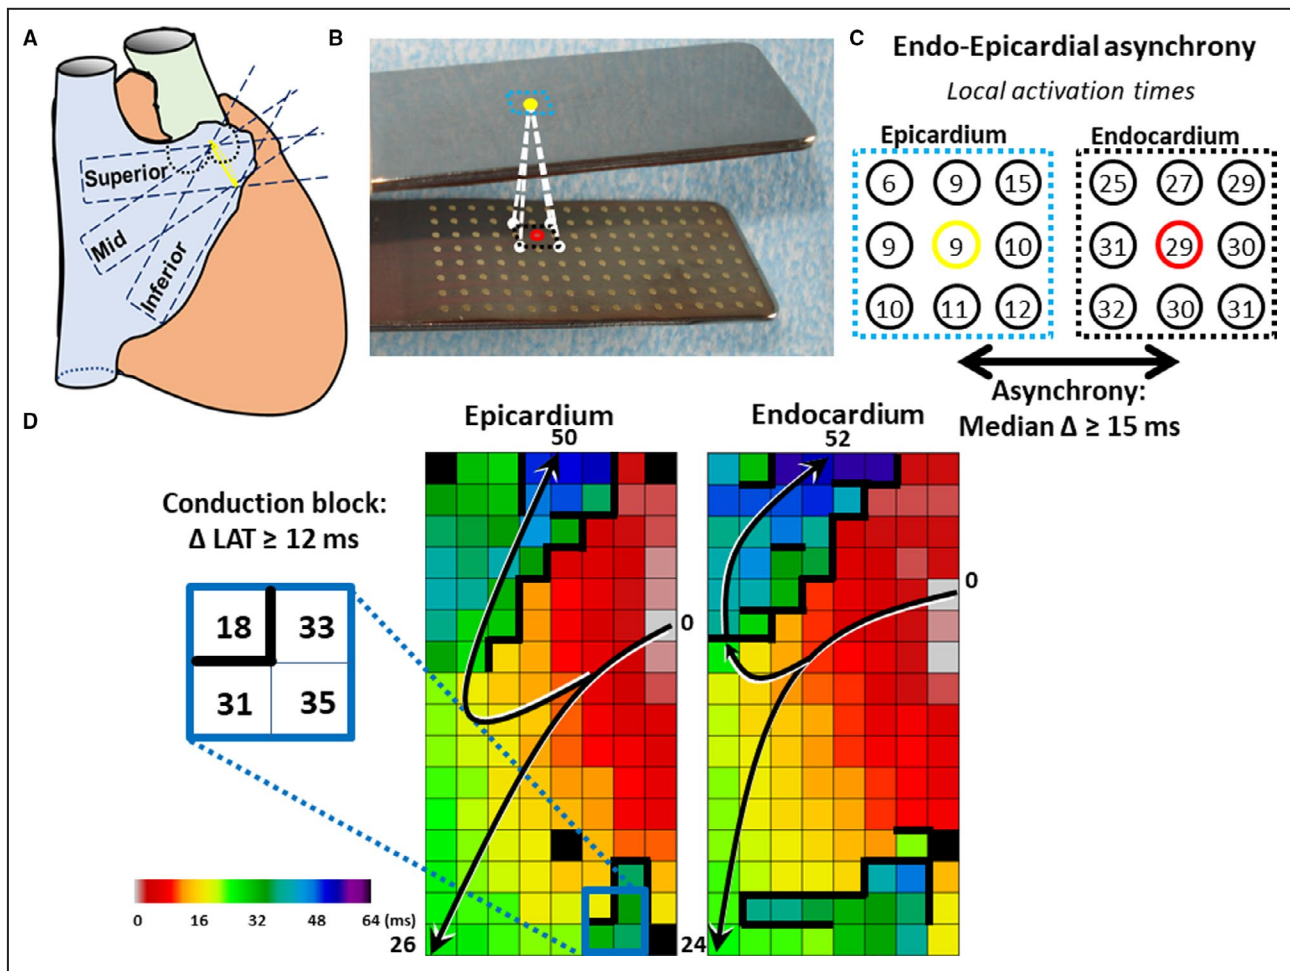 A
Superior
Mid
Inferior
B
C
Endo-Epicardial asynchrony
Local activation times
Epicardium
6 9 15
9 9 10
10 11 12
Endocardium
25 27 29
31 29 30
32 30 31
Asynchrony:
Median Δ ≥ 15 ms
D
Conduction block:
Δ LAT ≥ 12 ms
18 33
31 35
0 16 32 48 64 (ms)
Epicardium
50
0
26
Endocardium
52
0
24